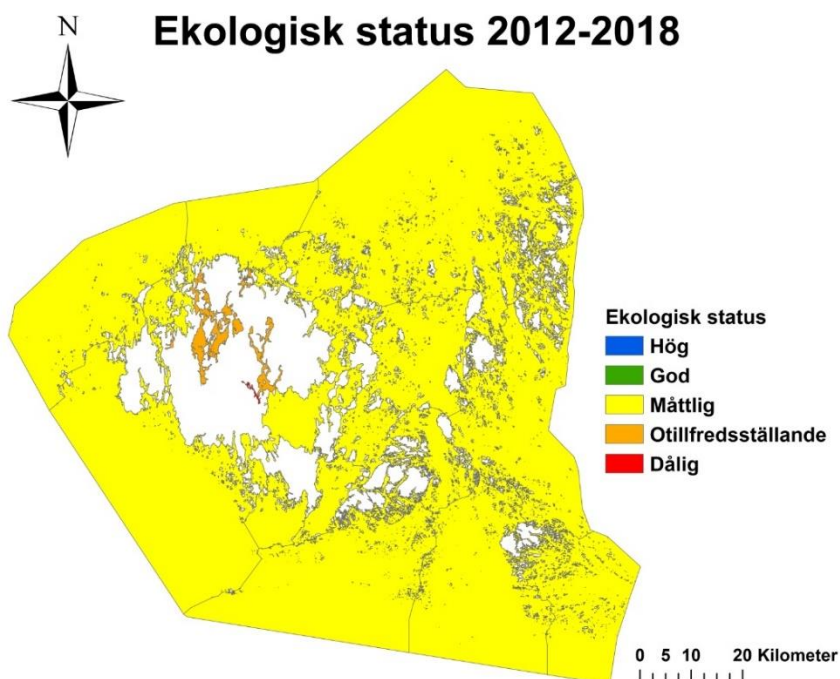 Ekologisk status 2012-2018
N
Ekologisk status
Hög
God
Måttlig
Otillfredsställande
Dålig
0 5 10 20 Kilometer